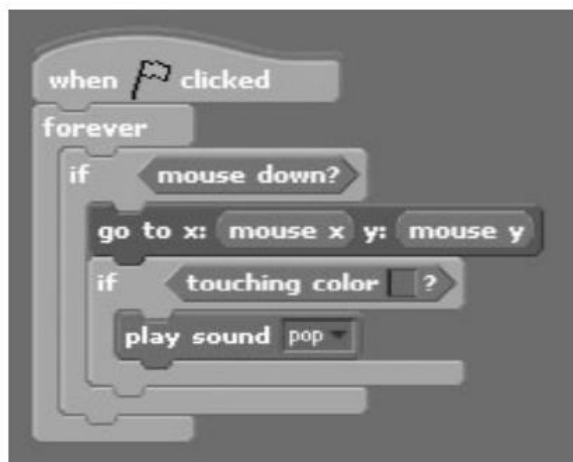 when clicked
forever
if mouse down?
go to x: mouse x y: mouse y
if touching color ?
play sound pop